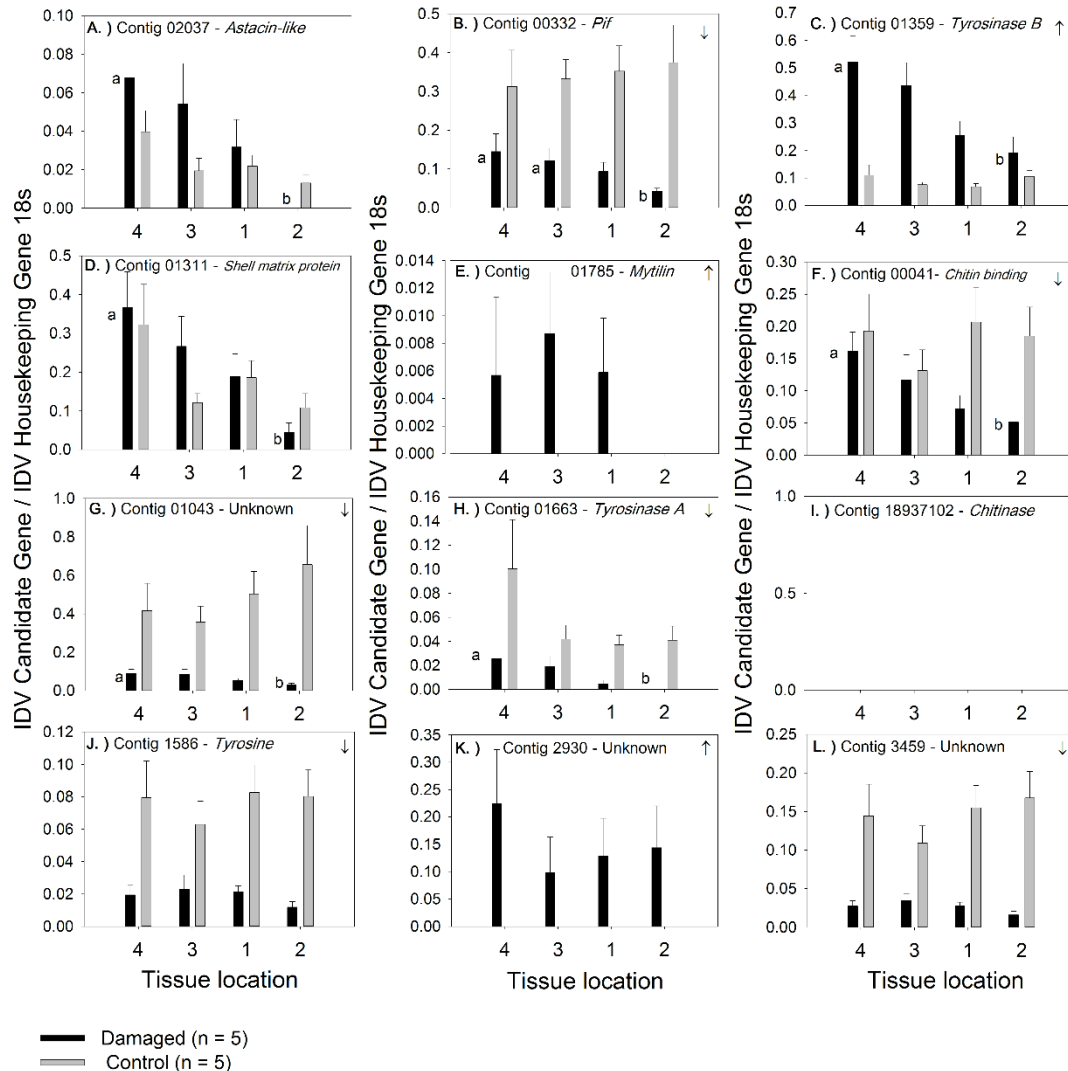 A. ) Contig 02037 - Astacin-like
B. ) Contig 00332 - Pif ↓
C. ) Contig 01359 - Tyrosinase B ↑
0.10
0.08
0.06
0.04
0.02
0.00
a
b
4 3 1 2
0.5
0.4
0.3
0.2
0.1
0.0
a
a
b
4 3 1 2
0.7
0.6
0.5
0.4
0.3
0.2
0.1
0.0
a
b
4 3 1 2
D. ) Contig 01311 - Shell matrix protein
E. ) Contig 01785 - Mytilin ↑
F. ) Contig 00041- Chitin binding ↓
0.5
0.4
0.3
0.2
0.1
0.0
a
b
4 3 1 2
0.014
0.012
0.010
0.008
0.006
0.004
0.002
0.000
4 3 1 2
0.30
0.25
0.20
0.15
0.10
0.05
0.00
a
b
4 3 1 2
G. ) Contig 01043 - Unknown ↓
H. ) Contig 01663 - Tyrosinase A ↓
I. ) Contig 18937102 - Chitinase
1.0
0.8
0.6
0.4
0.2
0.0
a
b
4 3 1 2
0.16
0.14
0.12
0.10
0.08
0.06
0.04
0.02
0.00
a
b
4 3 1 2
1.0
0.5
0.0
4 3 1 2
J. ) Contig 1586 - Tyrosine ↓
K. ) Contig 2930 - Unknown ↑
L. ) Contig 3459 - Unknown ↓
0.12
0.10
0.08
0.06
0.04
0.02
0.00
4 3 1 2
0.35
0.30
0.25
0.20
0.15
0.10
0.05
0.00
4 3 1 2
0.25
0.20
0.15
0.10
0.05
0.00
4 3 1 2
IDV Candidate Gene / IDV Housekeeping Gene 18s
IDV Candidate Gene / IDV Housekeeping Gene 18s
IDV Candidate Gene / IDV Housekeeping Gene 18s
Tissue location
Tissue location
Tissue location
Damaged (n = 5)
Control (n = 5)